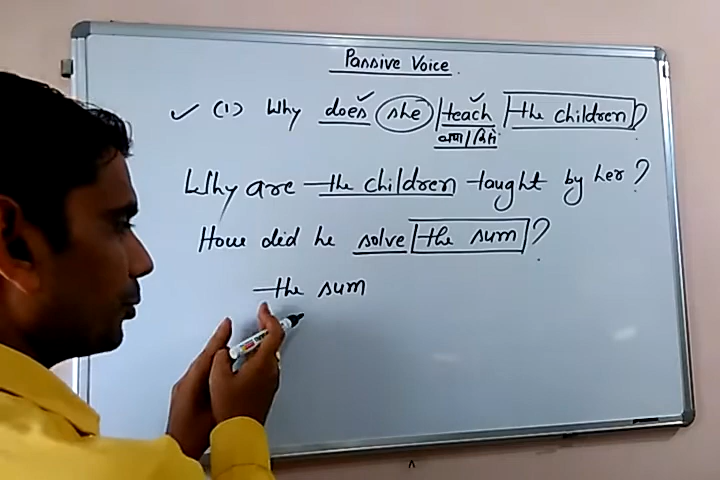 Passive Voice.
(1) Why does she teach the children?
Why are the children taught by her?
How did he solve the sum?
the sum